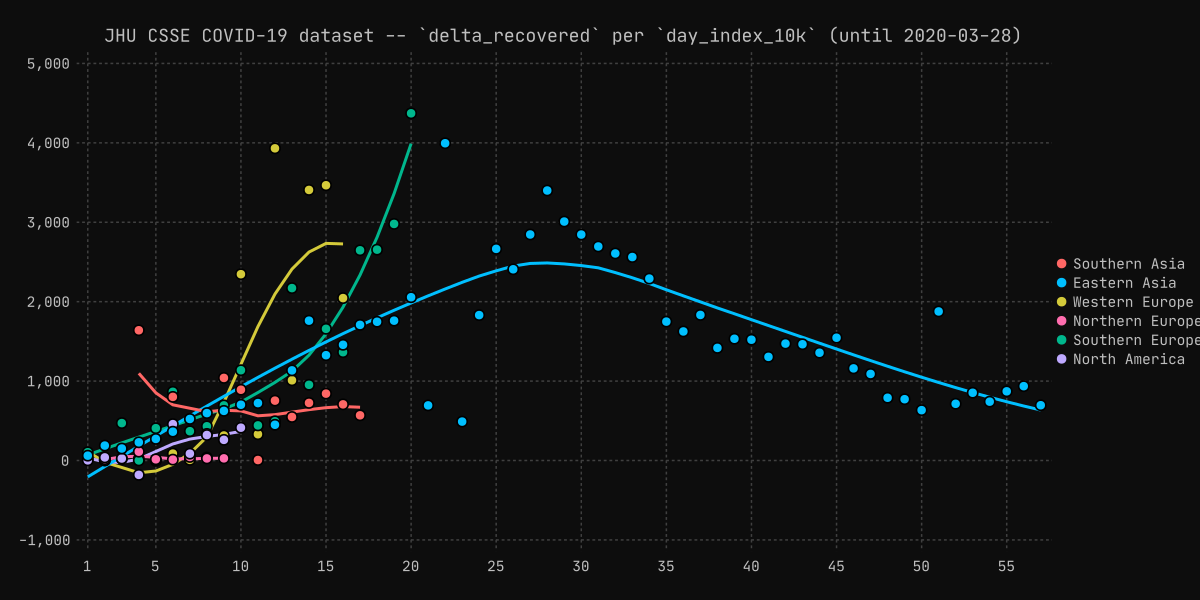 JHU CSSE COVID-19 dataset -- `delta_recovered` per `day_index_10k` (until 2020-03-28)
5,000
4,000
3,000
2,000
1,000
0
-1,000
1 5 10 15 20 25 30 35 40 45 50 55
Southern Asia
Eastern Asia
Western Europe
Northern Europe
Southern Europe
North America